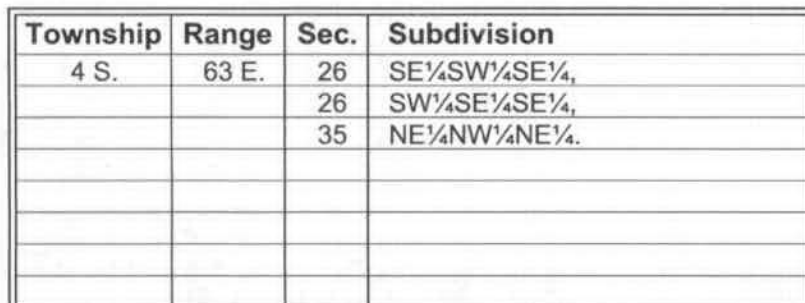 Township Range Sec. Subdivision
4 S. 63 E. 26 SE¼SW¼SE¼,
26 SW¼SE¼SE¼,
35 NE¼NW¼NE¼.